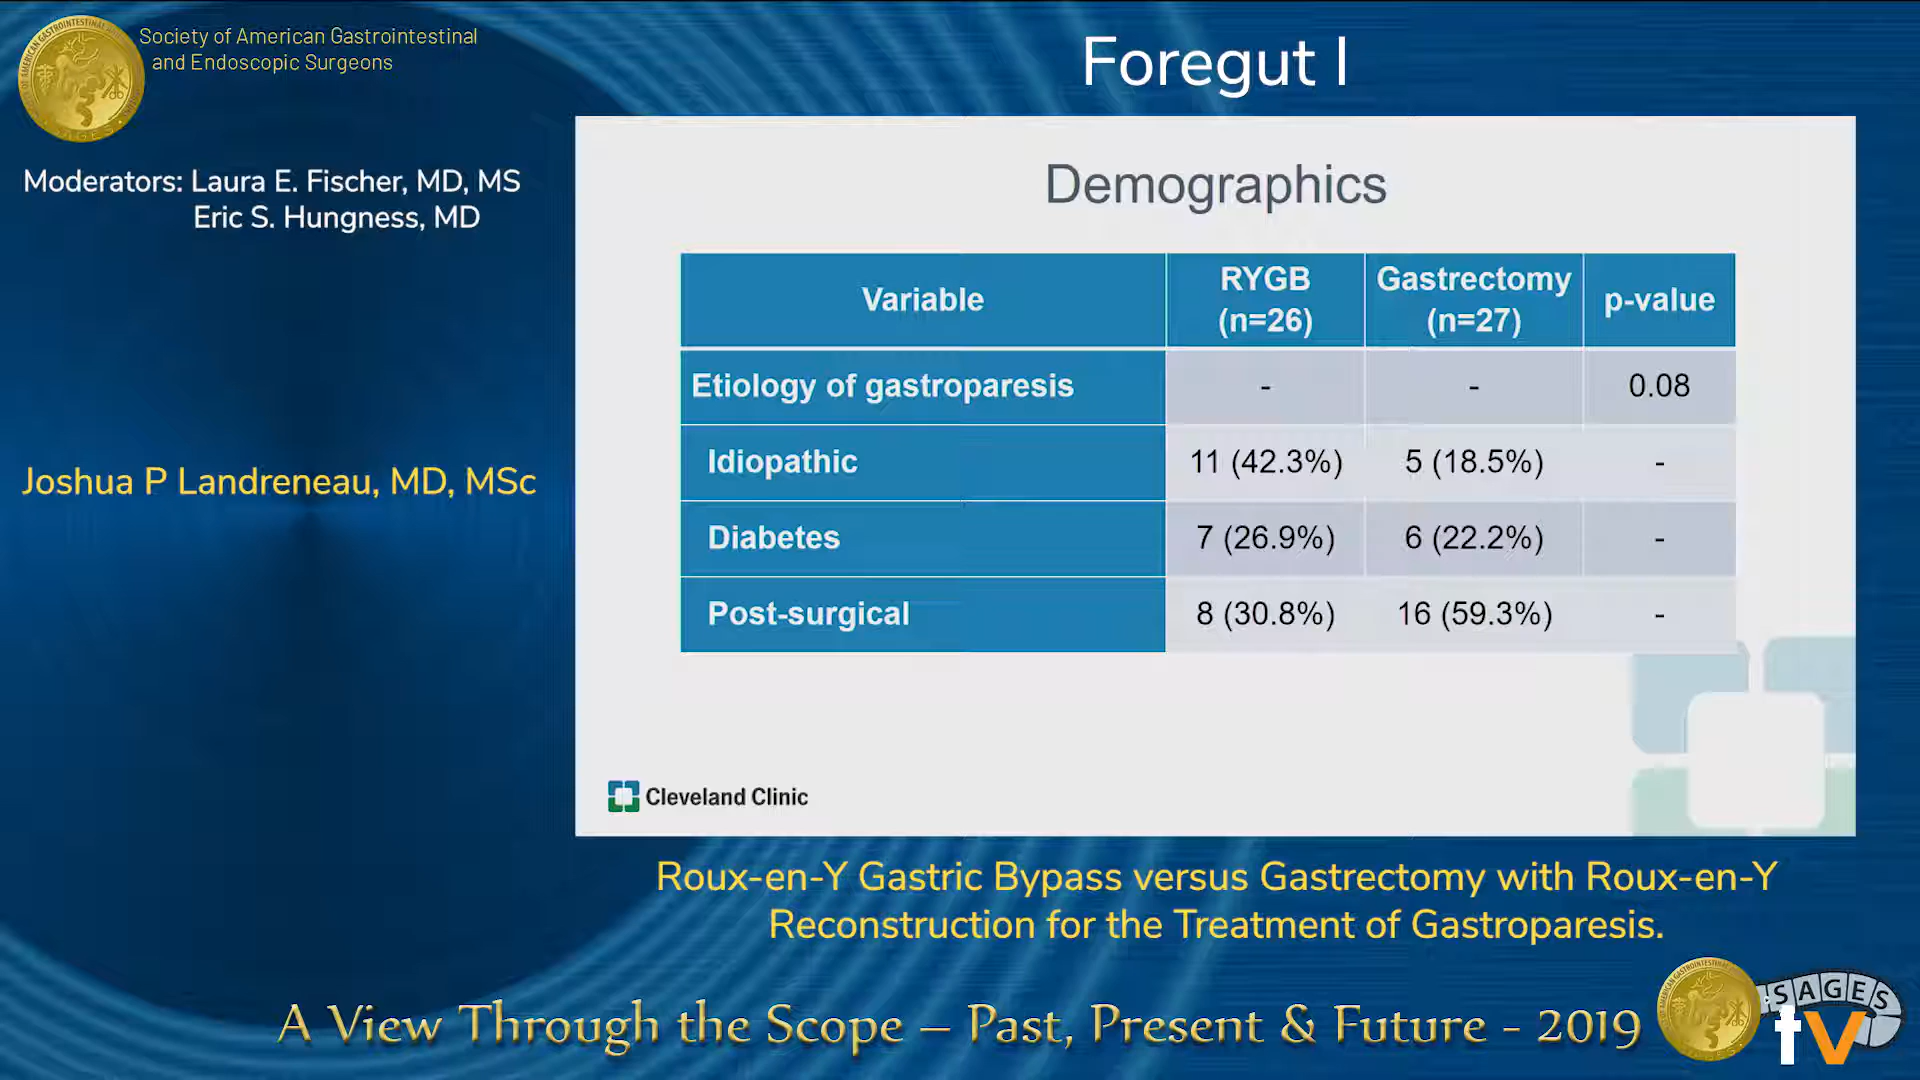 Society of American Gastrointestinal
and Endoscopic Surgeons
Foregut I
Moderators: Laura E. Fischer, MD, MS
Eric S. Hungness, MD
Joshua P Landreneau, MD, MSc
Demographics
Variable RYGB (n=26) Gastrectomy (n=27) p-value
Etiology of gastroparesis - - 0.08
Idiopathic 11 (42.3%) 5 (18.5%) -
Diabetes 7 (26.9%) 6 (22.2%) -
Post-surgical 8 (30.8%) 16 (59.3%) -
Cleveland Clinic
Roux-en-Y Gastric Bypass versus Gastrectomy with Roux-en-Y
Reconstruction for the Treatment of Gastroparesis.
A View Through the Scope – Past, Present & Future - 2019
SAGES
tv